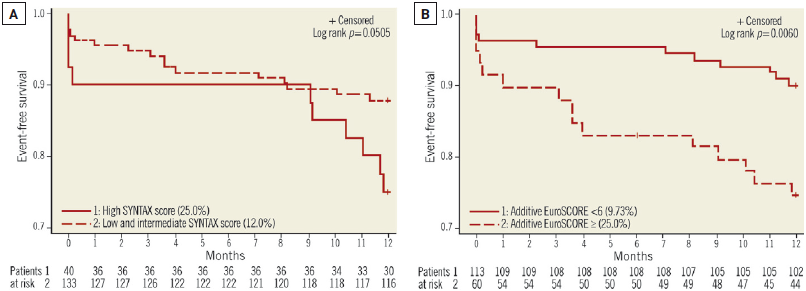 A
+ Censored
Log rank p=0.0505
1.0
0.9
0.8
0.7
Event-free survival
1: High SYNTAX score (25.0%)
2: Low and intermediate SYNTAX score (12.0%)
0 1 2 3 4 5 6 7 8 9 10 11 12
Months
Patients 1 40 36 36 36 36 36 36 36 36 36 34 33 30
at risk 2 133 127 127 126 122 122 122 121 120 118 118 117 116
B
+ Censored
Log rank p=0.0060
1.0
0.9
0.8
0.7
Event-free survival
1: Additive EuroSCORE <6 (9.73%)
2: Additive EuroSCORE ≥ (25.0%)
0 1 2 3 4 5 6 7 8 9 10 11 12
Months
Patients 1 113 109 109 108 108 108 108 108 107 105 105 105 102
at risk 2 60 54 54 54 50 50 50 49 49 48 47 45 44